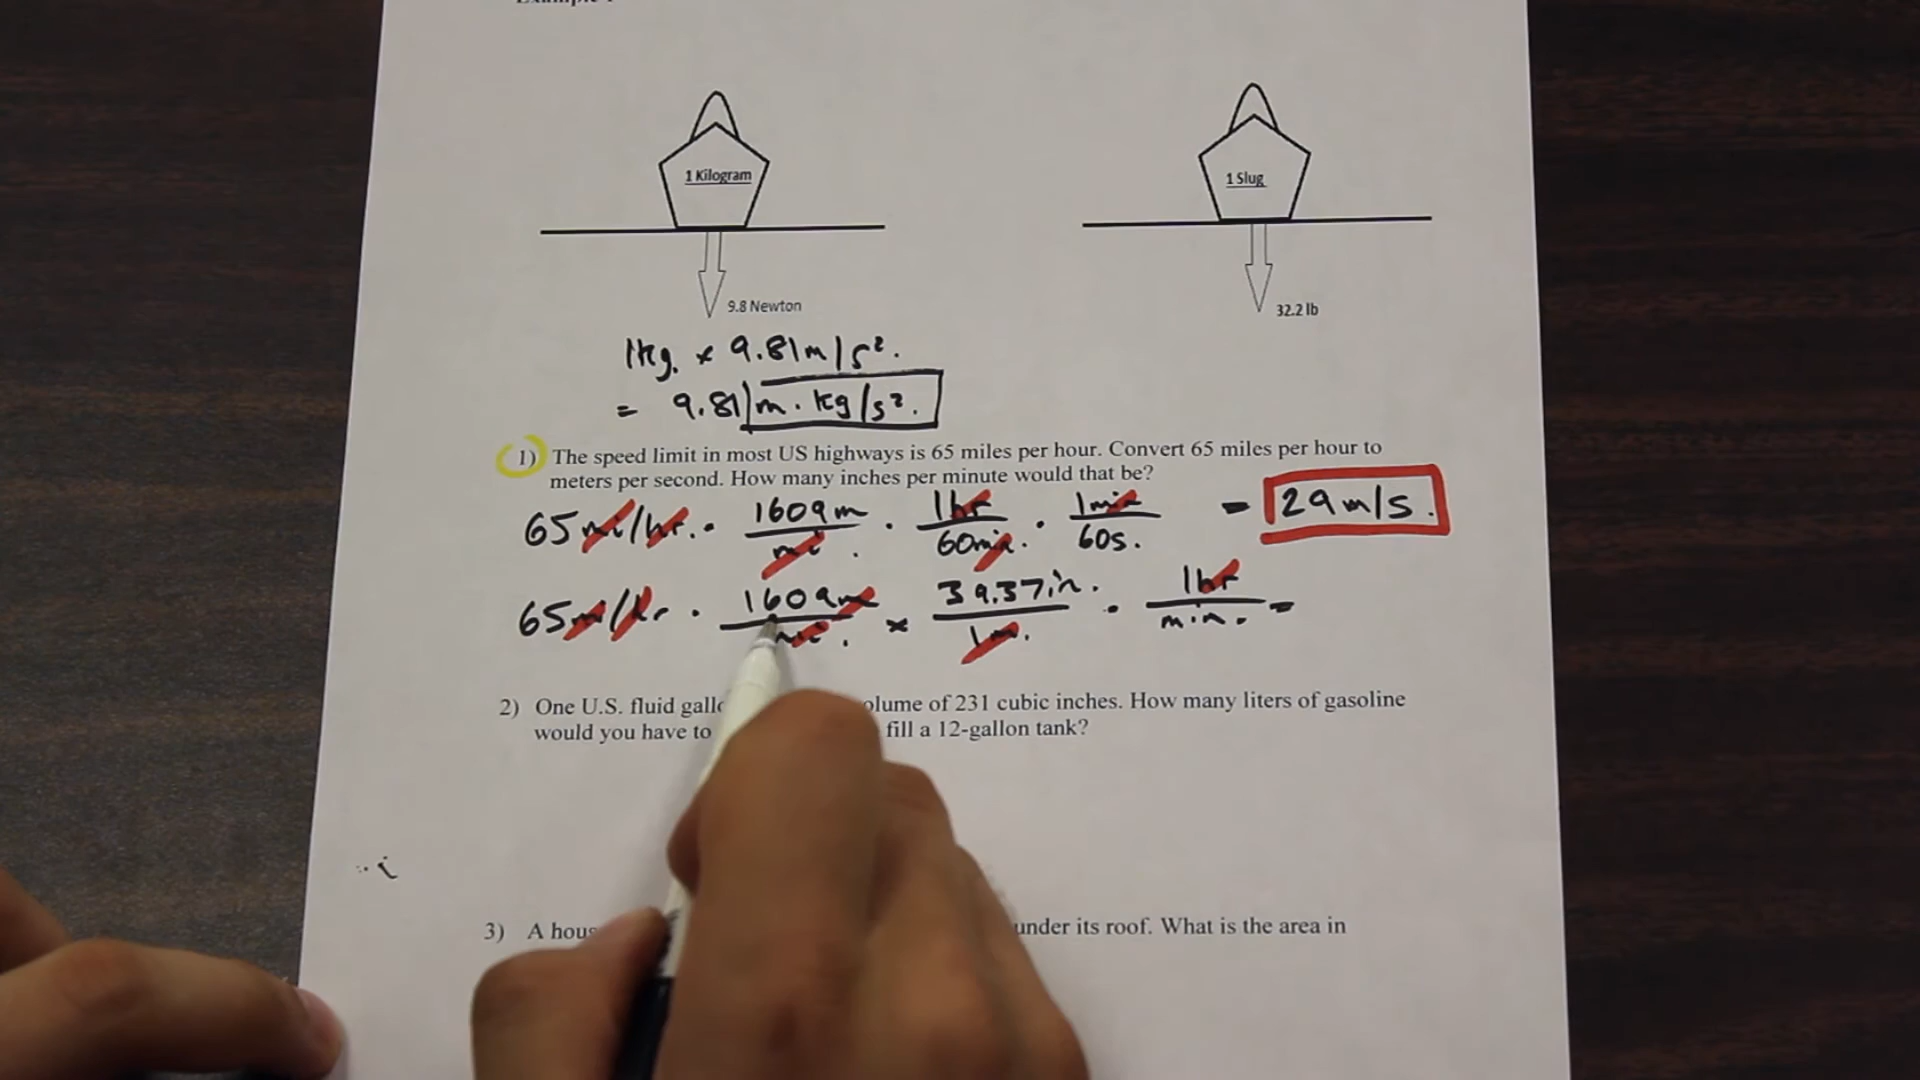 1 Kilogram
1 Slug
9.8 Newton
32.2 lb
1kg. × 9.81m/s².
= 9.81 m.kg/s².
1) The speed limit in most US highways is 65 miles per hour. Convert 65 miles per hour to
meters per second. How many inches per minute would that be?
65mi/hr. · 1609m/mi. · 1hr/60min. · 1min/60s. = 29m/s.
65mi/hr · 1609m/mi. × 39.37in./1m. · 1hr/min. =
2) One U.S. fluid of 231 cubic inches. How many liters of gasoline
would you have to fill a 12-gallon tank?
3) A under its roof. What is the area in